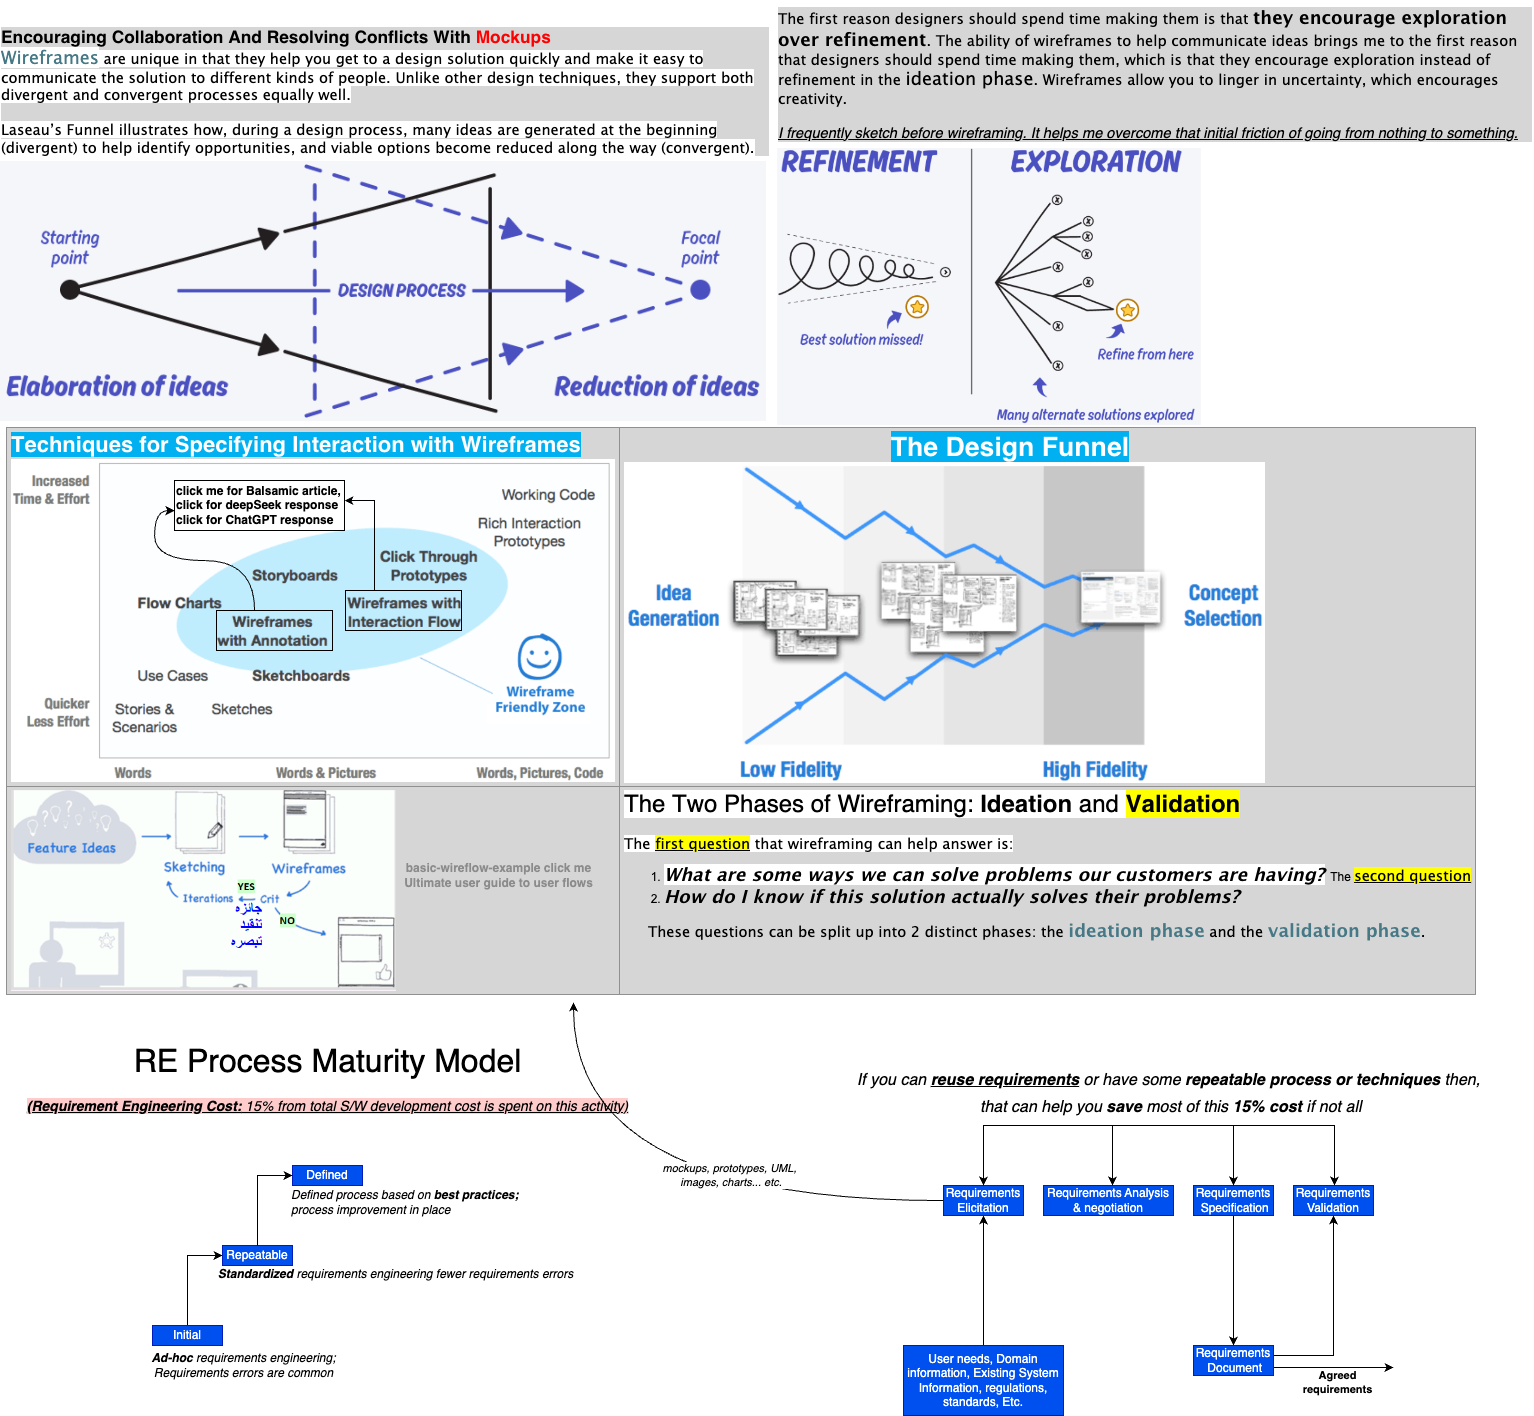 Encouraging Collaboration And Resolving Conflicts With Mockups
Wireframes are unique in that they help you get to a design solution quickly and make it easy to
communicate the solution to different kinds of people. Unlike other design techniques, they support both
divergent and convergent processes equally well.
Laseau's Funnel illustrates how, during a design process, many ideas are generated at the beginning
(divergent) to help identify opportunities, and viable options become reduced along the way (convergent).
Starting
point
DESIGN PROCESS
Focal
point
Elaboration of ideas
Reduction of ideas
The first reason designers should spend time making them is that they encourage exploration
over refinement. The ability of wireframes to help communicate ideas brings me to the first reason
that designers should spend time making them, which is that they encourage exploration instead of
refinement in the ideation phase. Wireframes allow you to linger in uncertainty, which encourages
creativity.
I frequently sketch before wireframing. It helps me overcome that initial friction of going from nothing to something.
REFINEMENT
EXPLORATION
Best solution missed!
Refine from here
Many alternate solutions explored
Techniques for Specifying Interaction with Wireframes
Increased
Time & Effort
click me for Balsamic article,
click for deepSeek response
click for ChatGPT response
Working Code
Rich Interaction
Prototypes
Click Through
Prototypes
Storyboards
Flow Charts
Wireframes with
Interaction Flow
Wireframes
with Annotation
Use Cases
Sketchboards
Wireframe
Friendly Zone
Quicker
Less Effort
Stories &
Scenarios
Sketches
Words
Words & Pictures
Words, Pictures, Code
The Design Funnel
Idea
Generation
Concept
Selection
Low Fidelity
High Fidelity
Feature Ideas
Sketching
Wireframes
YES
Iterations
Crit
جائزہ
تنقید
تبصرہ
NO
basic-wireflow-example click me
Ultimate user guide to user flows
The Two Phases of Wireframing: Ideation and Validation
The first question that wireframing can help answer is:
1. What are some ways we can solve problems our customers are having? The second question
2. How do I know if this solution actually solves their problems?
These questions can be split up into 2 distinct phases: the ideation phase and the validation phase.
RE Process Maturity Model
(Requirement Engineering Cost: 15% from total S/W development cost is spent on this activity)
Defined
Defined process based on best practices;
process improvement in place
Repeatable
Standardized requirements engineering fewer requirements errors
Initial
Ad-hoc requirements engineering;
Requirements errors are common
If you can reuse requirements or have some repeatable process or techniques then,
that can help you save most of this 15% cost if not all
mockups, prototypes, UML,
images, charts... etc.
Requirements
Elicitation
Requirements Analysis
& negotiation
Requirements
Specification
Requirements
Validation
User needs, Domain
information, Existing System
Information, regulations,
standards, Etc.
Requirements
Document
Agreed
requirements